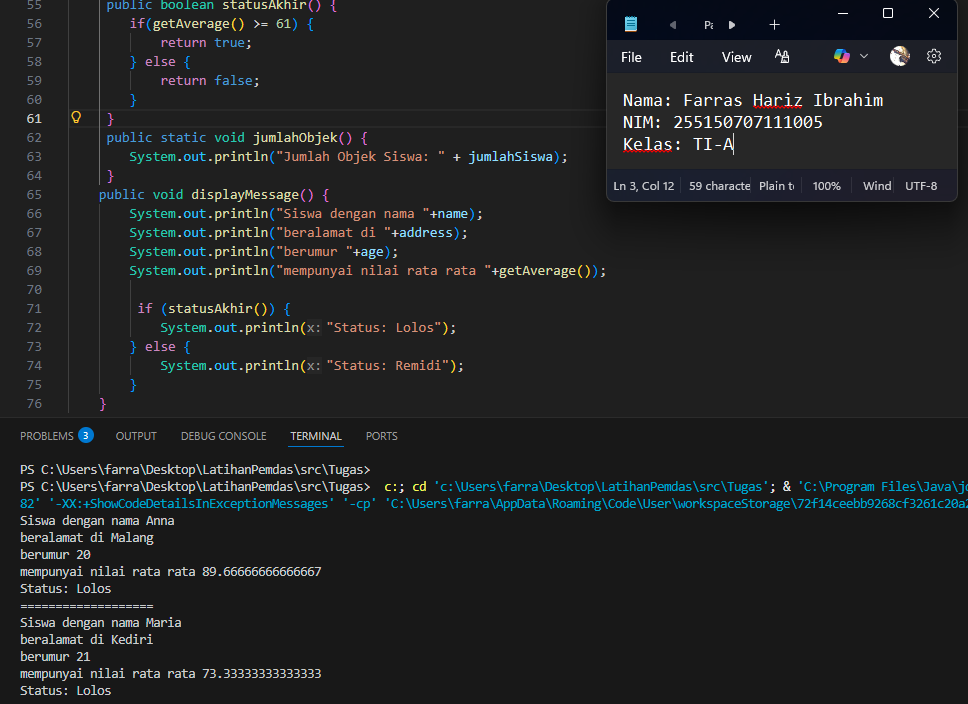 55 public boolean statusAkhir() {
56 if(getAverage() >= 61) {
57 return true;
58 } else {
59 return false;
60 }
61 }
62 public static void jumlahObjek() {
63 System.out.println("Jumlah Objek Siswa: " + jumlahSiswa);
64 }
65 public void displayMessage() {
66 System.out.println("Siswa dengan nama "+name);
67 System.out.println("beralamat di "+address);
68 System.out.println("berumur "+age);
69 System.out.println("mempunyai nilai rata rata "+getAverage());
70
71 if (statusAkhir()) {
72 System.out.println(x: "Status: Lolos");
73 } else {
74 System.out.println(x: "Status: Remidi");
75 }
76 }
File Edit View
Nama: Farras Hariz Ibrahim
NIM: 255150707111005
Kelas: TI-A
Ln 3, Col 12 59 characte Plain t 100% Wind UTF-8
PROBLEMS 3 OUTPUT DEBUG CONSOLE TERMINAL PORTS
PS C:\Users\farra\Desktop\LatihanPemdas\src\Tugas>
PS C:\Users\farra\Desktop\LatihanPemdas\src\Tugas> c:; cd 'c:\Users\farra\Desktop\LatihanPemdas\src\Tugas'; & 'C:\Program Files\Java\j
82' '-XX:+ShowCodeDetailsInExceptionMessages' '-cp' 'C:\Users\farra\AppData\Roaming\Code\User\workspaceStorage\72f14ceebb9268cf3261c20a
Siswa dengan nama Anna
beralamat di Malang
berumur 20
mempunyai nilai rata rata 89.66666666666667
Status: Lolos
===================
Siswa dengan nama Maria
beralamat di Kediri
berumur 21
mempunyai nilai rata rata 73.33333333333333
Status: Lolos